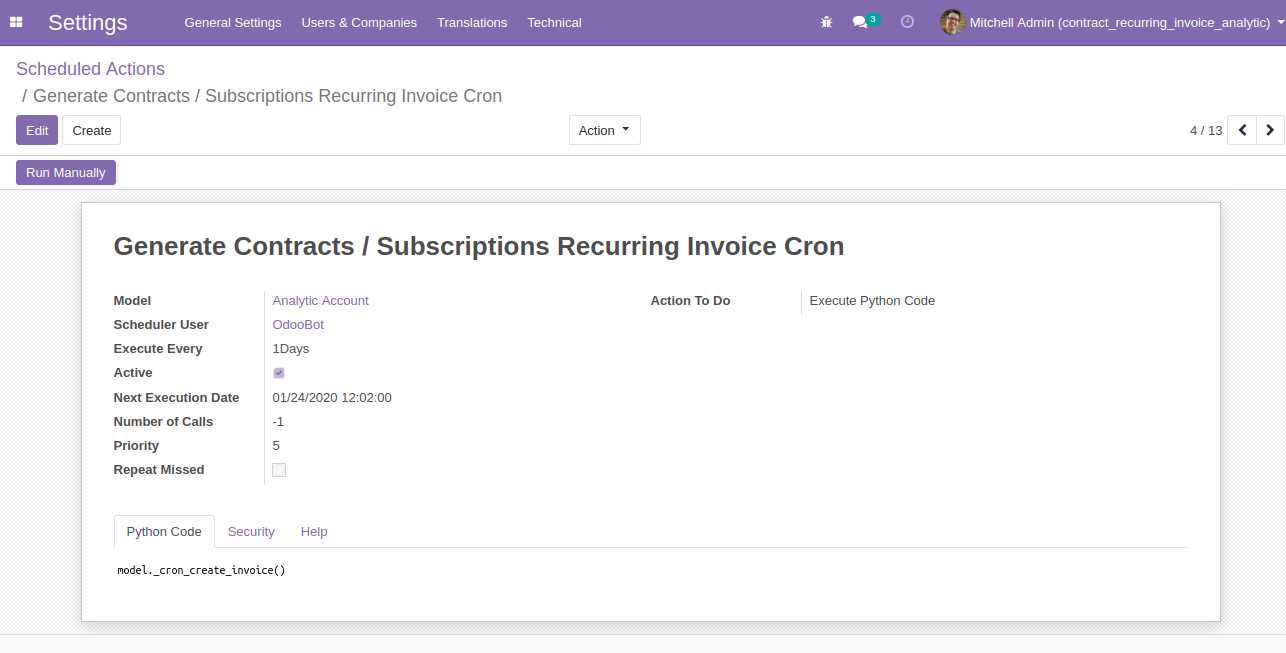 Settings General Settings Users & Companies Translations Technical 3 Mitchell Admin (contract_recurring_invoice_analytic)
Scheduled Actions
/ Generate Contracts / Subscriptions Recurring Invoice Cron
Edit Create Action 4 / 13
Run Manually
Generate Contracts / Subscriptions Recurring Invoice Cron
Model Analytic Account Action To Do Execute Python Code
Scheduler User OdooBot
Execute Every 1Days
Active
Next Execution Date 01/24/2020 12:02:00
Number of Calls -1
Priority 5
Repeat Missed
Python Code Security Help
model._cron_create_invoice()